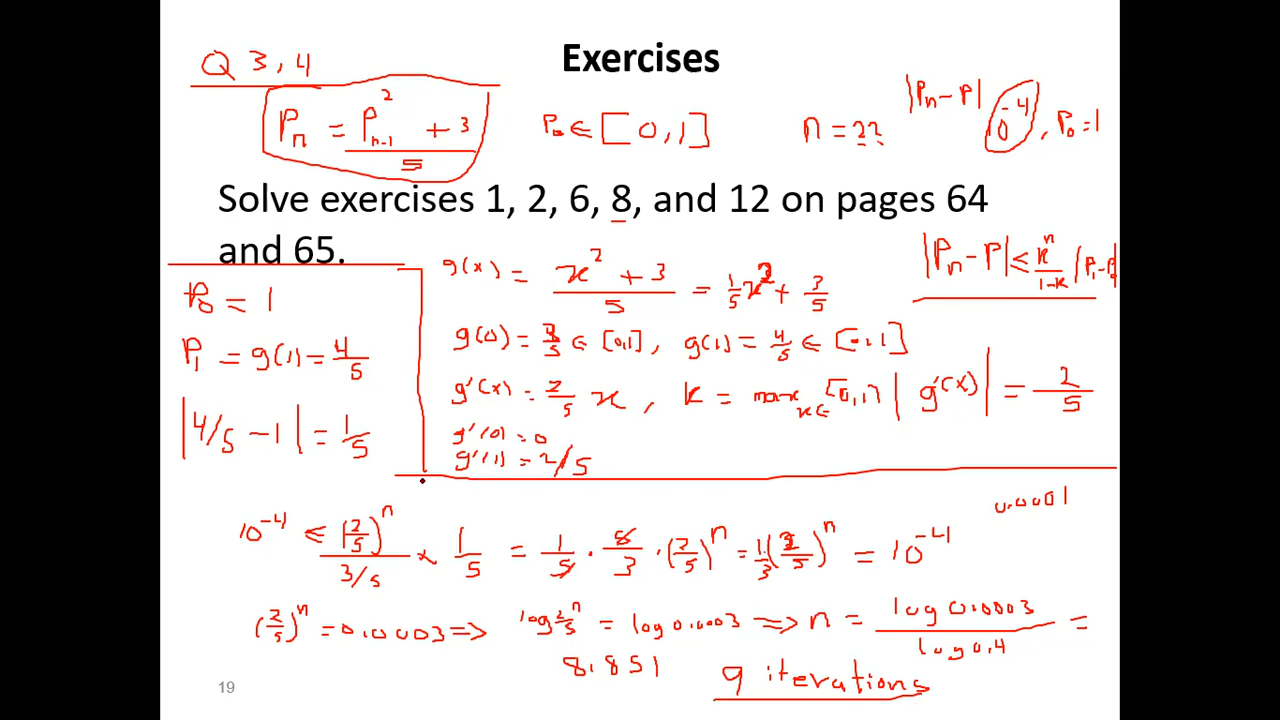 Exercises
Q 3, 4
Pn = P²n-1 + 3 / 5
P0 ∈ [0, 1]
n = ??
|Pn - P|
10^-4, P0 = 1
Solve exercises 1, 2, 6, 8, and 12 on pages 64
and 65.
|Pn - P| ≤ k^n / 1-k |P1 - P0|
P0 = 1
P1 = g(1) = 4/5
|4/5 - 1| = 1/5
g(x) = x² + 3 / 5 = 1/5 x² + 3/5
g(0) = 3/5 ∈ [0,1], g(1) = 4/5 ∈ [0,1]
g'(x) = 2/5 x, k = max x∈[0,1] |g'(x)| = 2/5
g'(0) = 0
g'(1) = 2/5
0.0001
10^-4 ≤ (2/5)^n / 3/5 × 1/5 = 1/5 · 5/3 · (2/5)^n = 1/3 (2/5)^n = 10^-4
(2/5)^n = 0.0003 ⟹ log 2/5^n = log 0.0003 ⟹ n = log 0.0003 / log 0.4 =
8.851
9 iterations
19